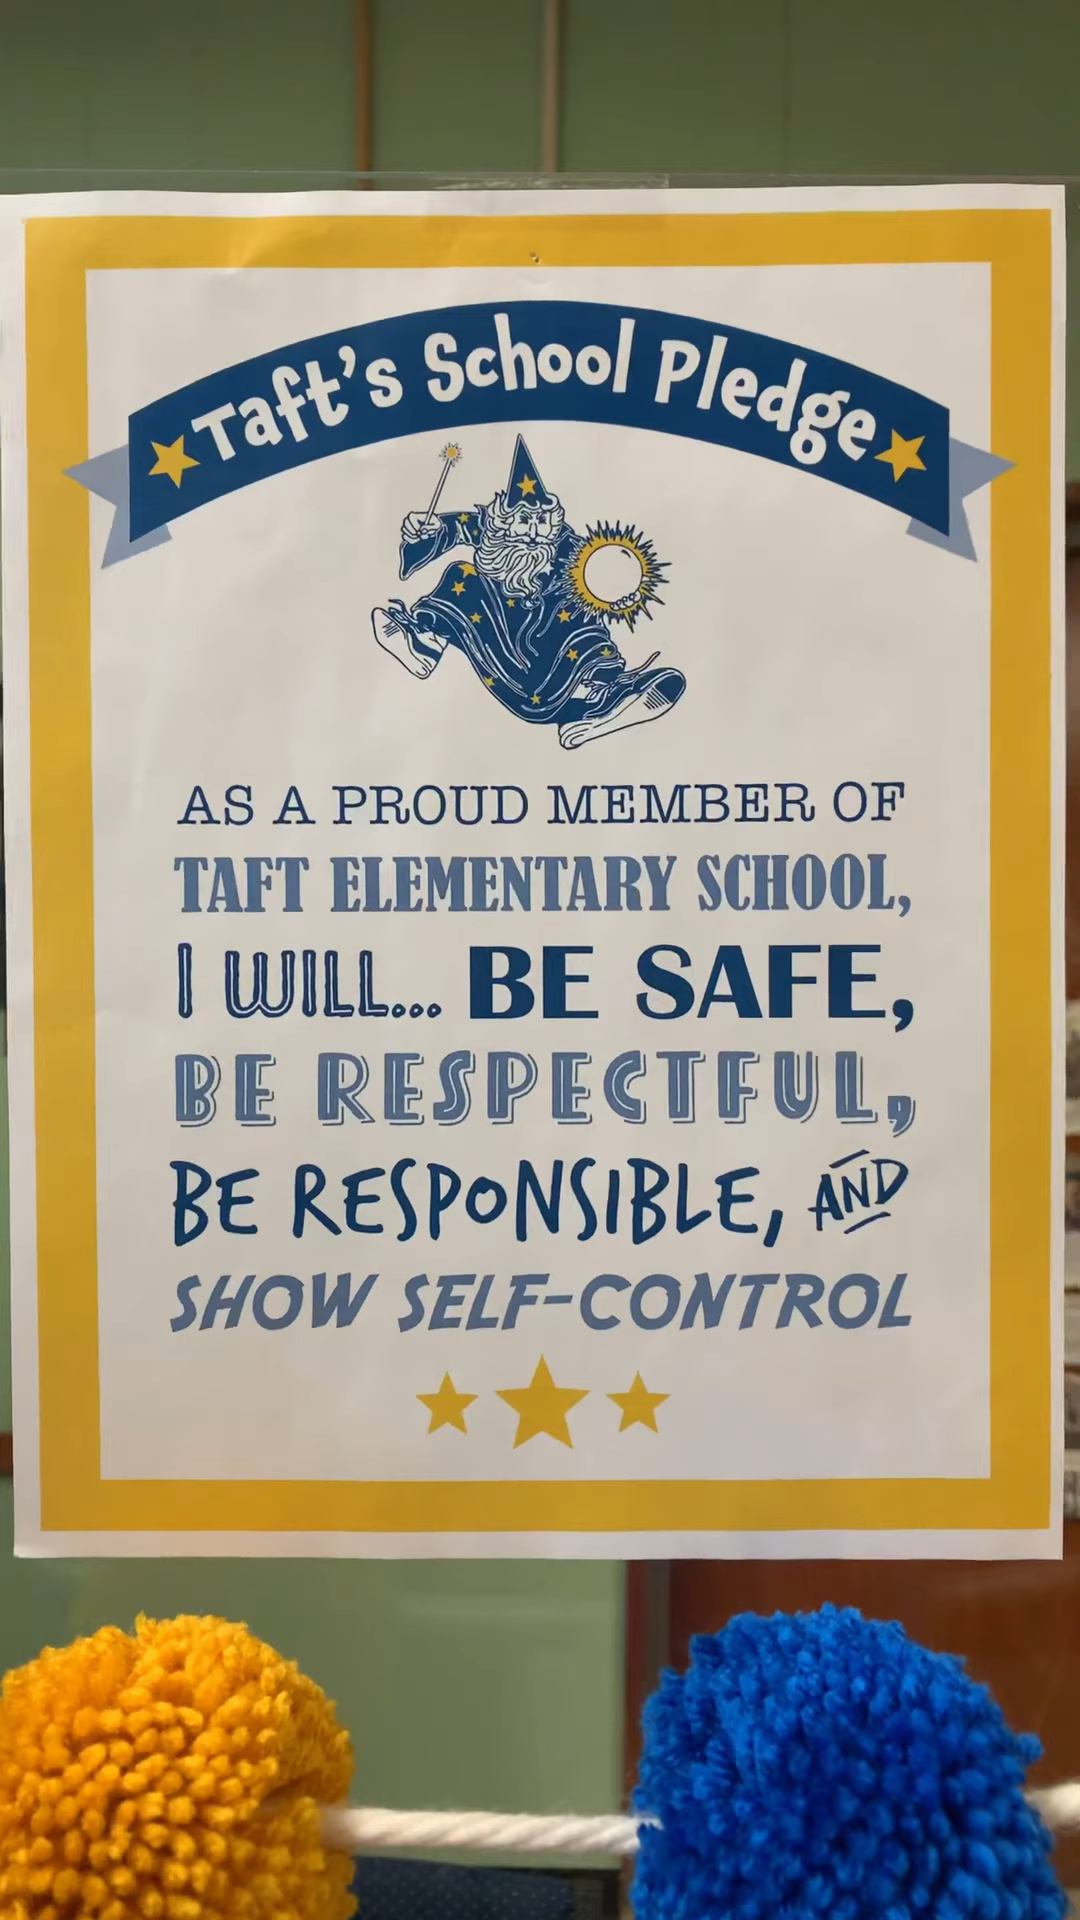 Taft's School Pledge
AS A PROUD MEMBER OF
TAFT ELEMENTARY SCHOOL,
I WILL... BE SAFE,
BE RESPECTFUL,
BE RESPONSIBLE, AND
SHOW SELF-CONTROL